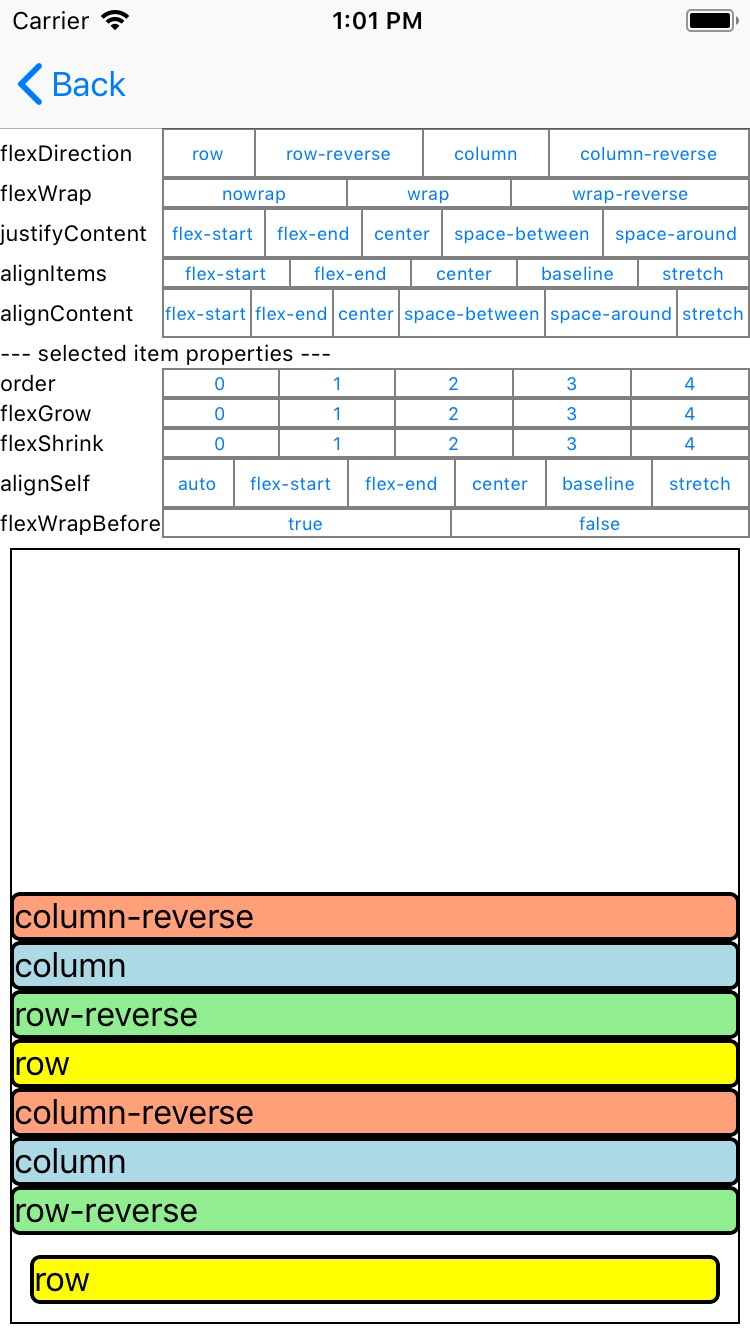 Carrier 1:01 PM
Back
flexDirection row row-reverse column column-reverse
flexWrap nowrap wrap wrap-reverse
justifyContent flex-start flex-end center space-between space-around
alignItems flex-start flex-end center baseline stretch
alignContent flex-start flex-end center space-between space-around stretch
--- selected item properties ---
order 0 1 2 3 4
flexGrow 0 1 2 3 4
flexShrink 0 1 2 3 4
alignSelf auto flex-start flex-end center baseline stretch
flexWrapBefore true false
column-reverse
column
row-reverse
row
column-reverse
column
row-reverse
row